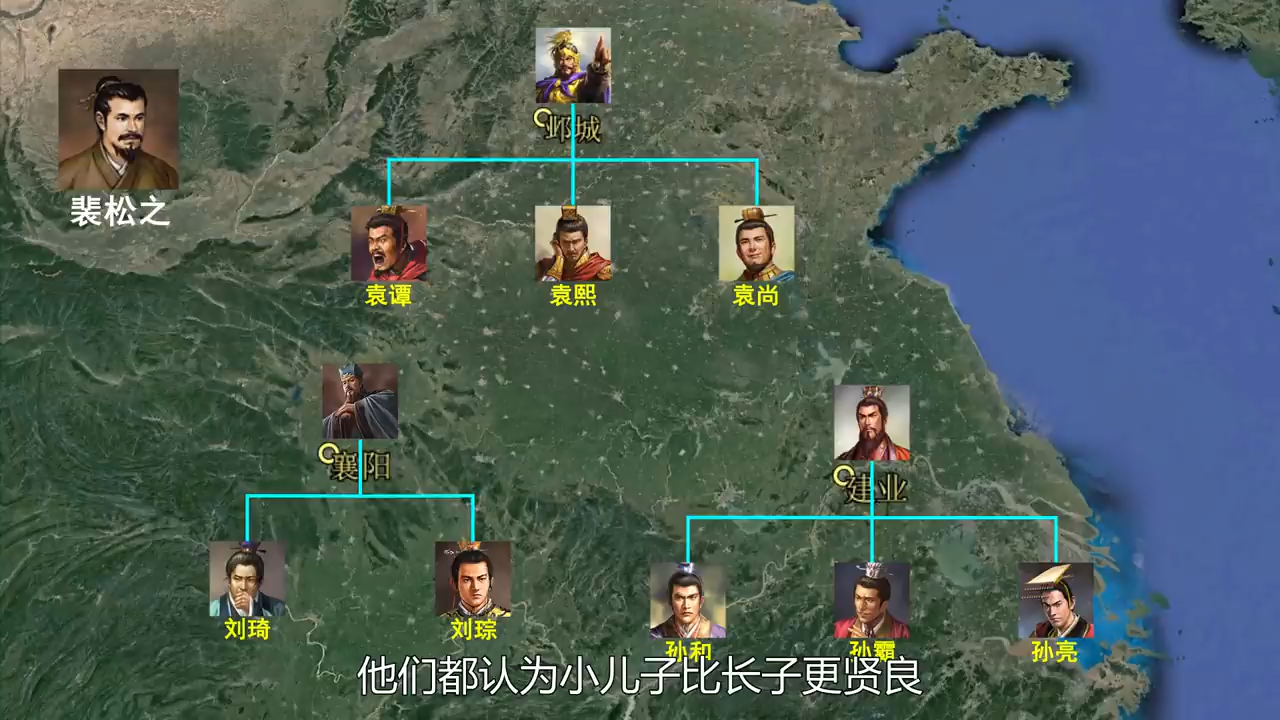 邺城
裴松之
袁谭
袁熙
袁尚
襄阳
建业
刘琦
刘琮
孙和
孙霸
孙亮
他们都认为小儿子比长子更贤良